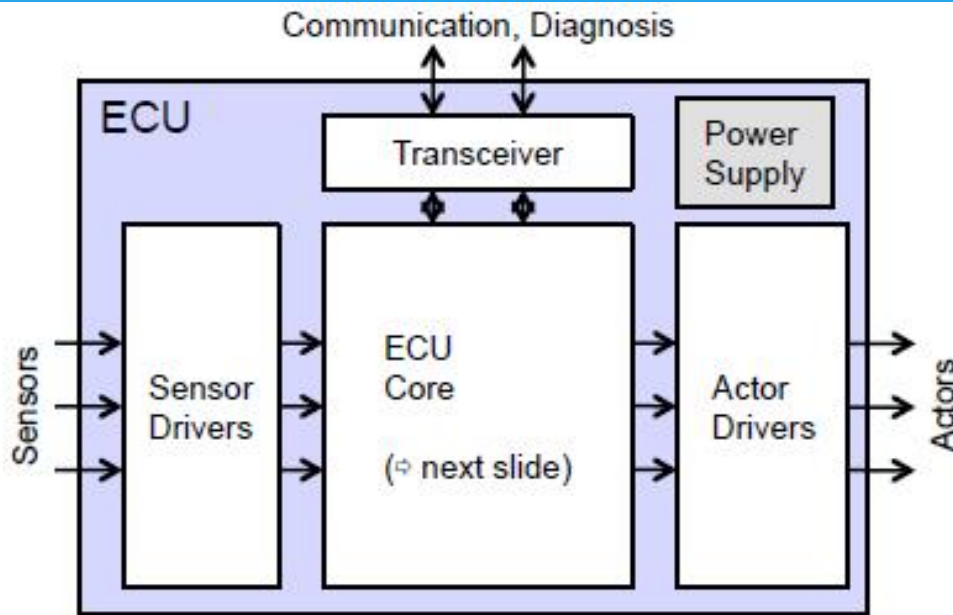 Communication, Diagnosis
ECU
Transceiver
Power
Supply
Sensors
Sensor
Drivers
ECU
Core
(⇨ next slide)
Actor
Drivers
Actors